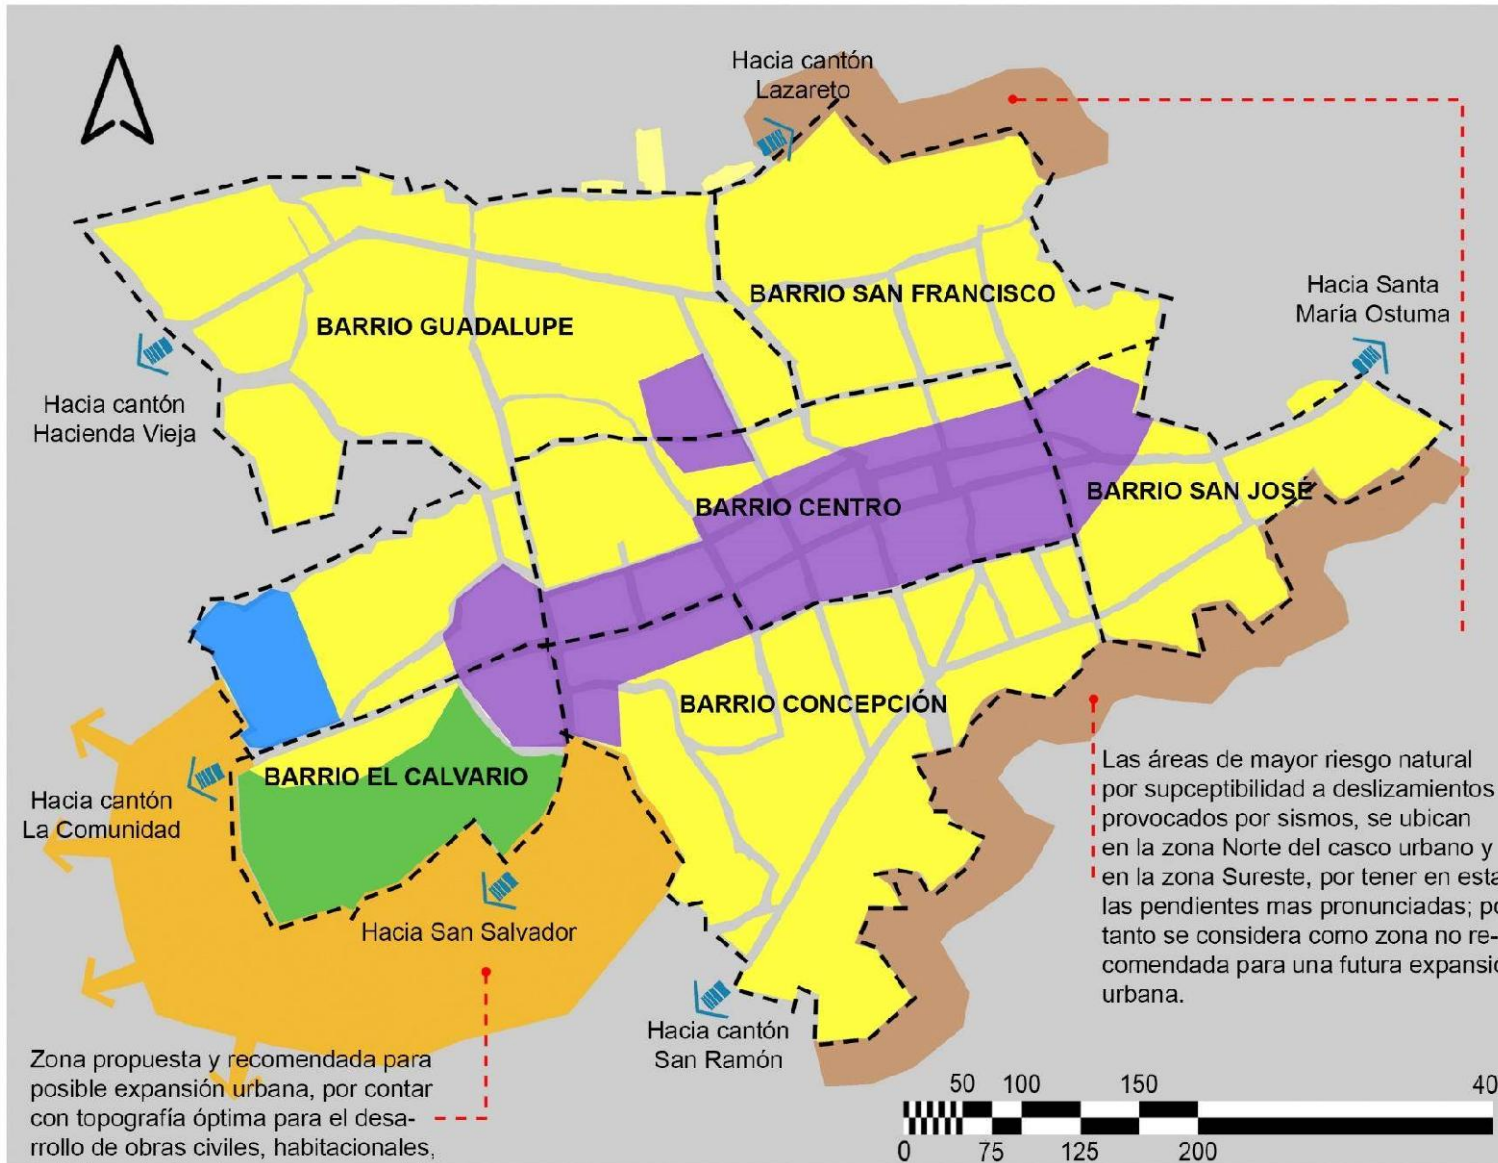 Hacia cantón
Lazareto
Hacia Santa
María Ostuma
BARRIO SAN FRANCISCO
BARRIO GUADALUPE
Hacia cantón
Hacienda Vieja
BARRIO SAN JOSÉ
BARRIO CENTRO
BARRIO CONCEPCIÓN
BARRIO EL CALVARIO
Hacia cantón
La Comunidad
Hacia San Salvador
Las áreas de mayor riesgo natural
por supceptibilidad a deslizamientos
provocados por sismos, se ubican
en la zona Norte del casco urbano y
en la zona Sureste, por tener en esta
las pendientes mas pronunciadas; po
tanto se considera como zona no re-
comendada para una futura expansió
urbana.
Hacia cantón
San Ramón
Zona propuesta y recomendada para
posible expansión urbana, por contar
con topografía óptima para el desa-
rrollo de obras civiles, habitacionales,
50 100 150 40
0 75 125 200